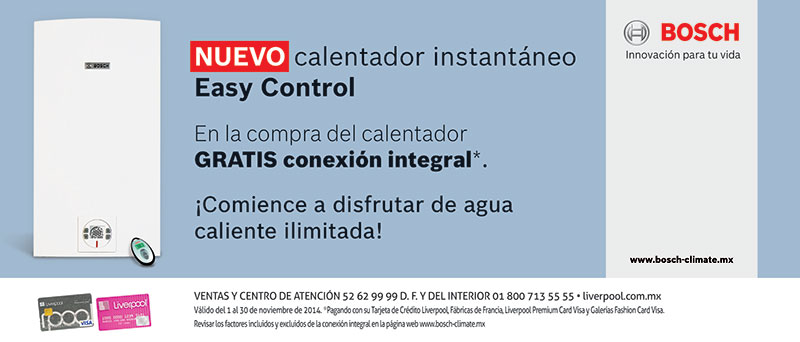 BOSCH
NUEVO calentador instantáneo
Easy Control
En la compra del calentador
GRATIS conexión integral*.
¡Comience a disfrutar de agua
caliente ilimitada!
BOSCH
Innovación para tu vida
www.bosch-climate.mx
Liverpool
VISA
Liverpool
VENTAS Y CENTRO DE ATENCIÓN 52 62 99 99 D. F. Y DEL INTERIOR 01 800 713 55 55 • liverpool.com.mx
Válido del 1 al 30 de noviembre de 2014. *Pagando con su Tarjeta de Crédito Liverpool, Fábricas de Francia, Liverpool Premium Card Visa y Galerías Fashion Card Visa.
Revisar los factores incluidos y excluidos de la conexión integral en la página web www.bosch-climate.mx